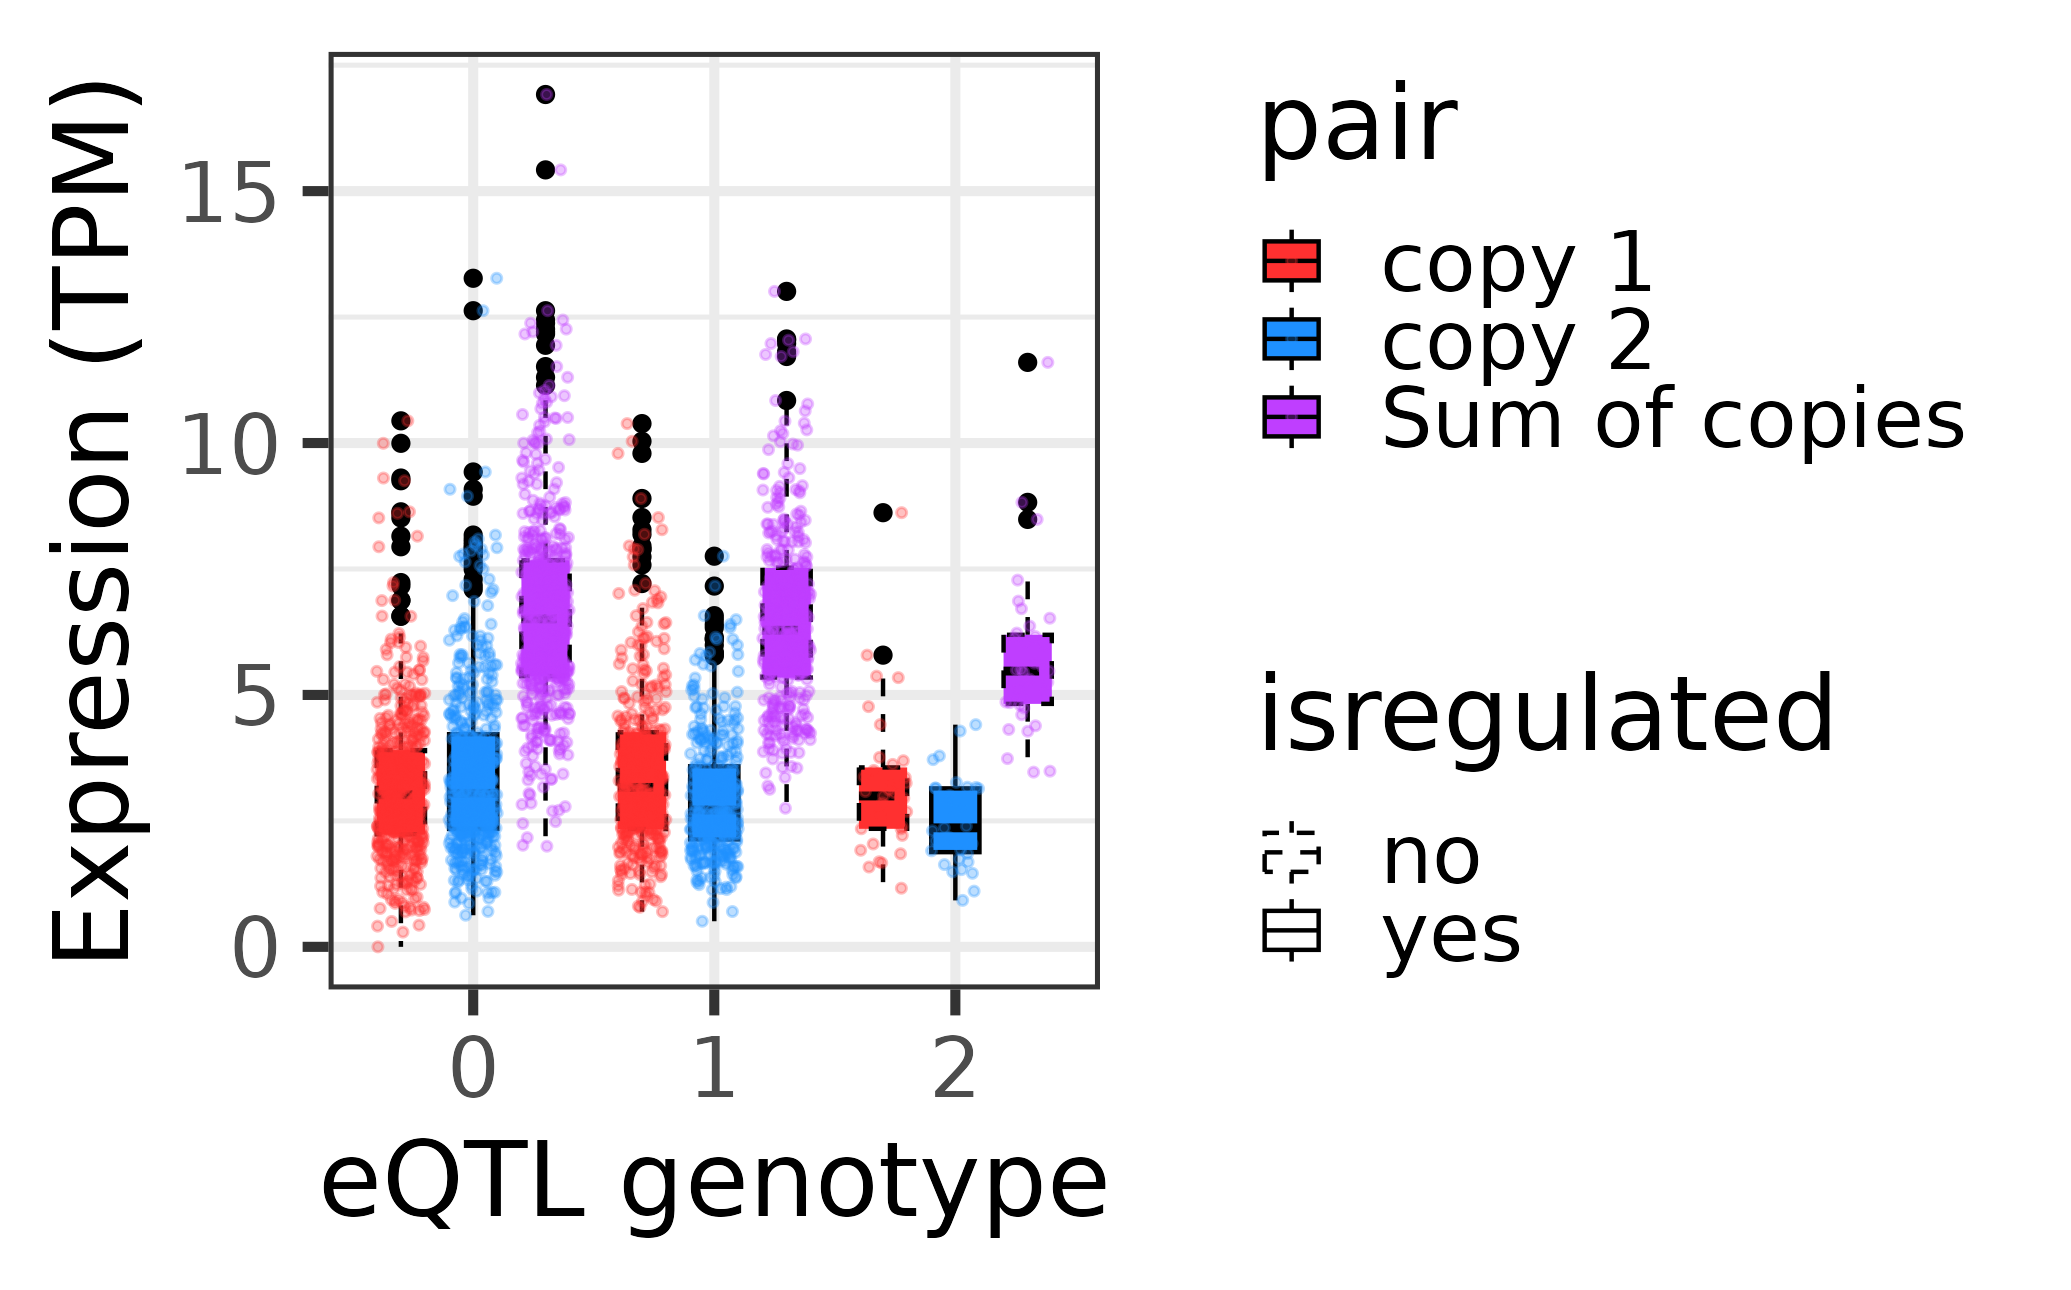 Expression (TPM)
15
10
5
0
0 1 2
eQTL genotype
pair
copy 1
copy 2
Sum of copies
isregulated
no
yes